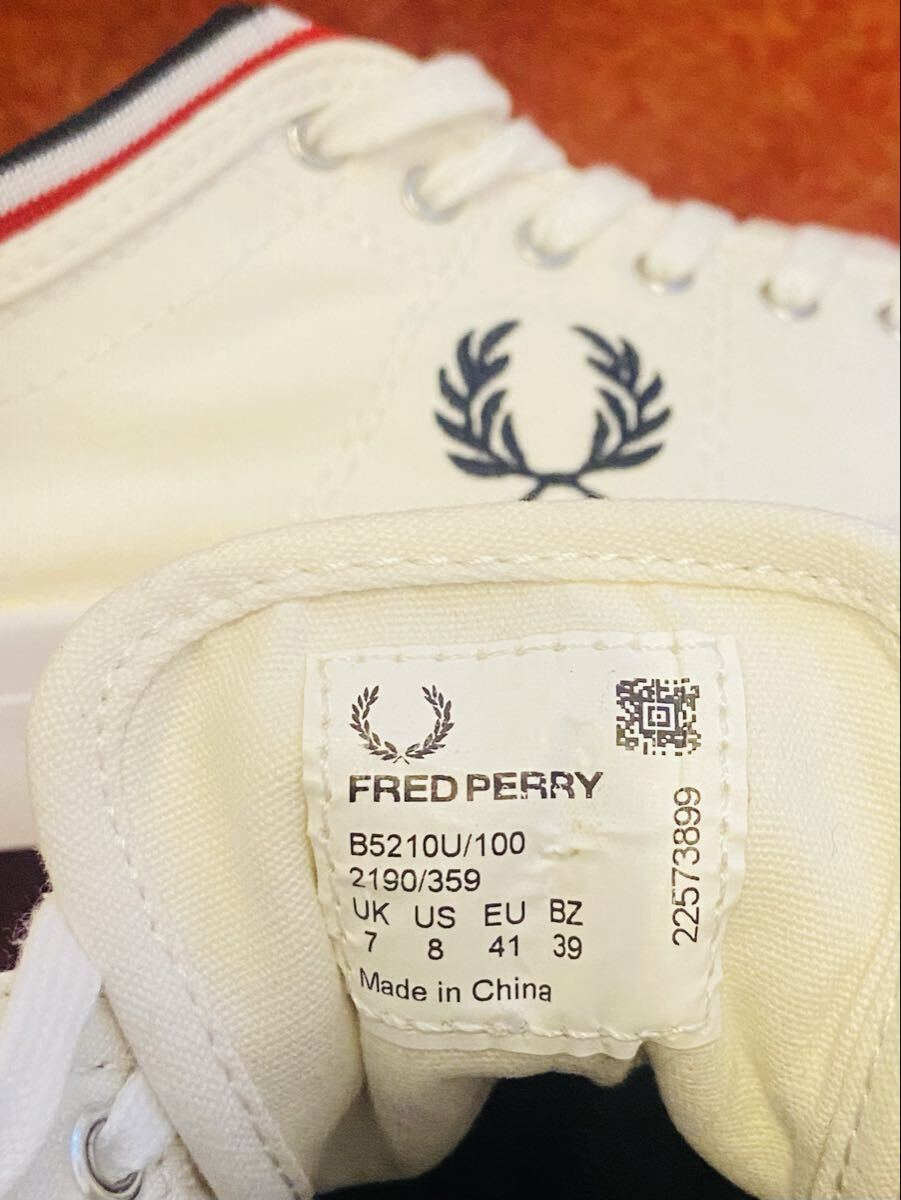 FRED PERRY
B5210U/100
2190/359
UK US EU BZ
7 8 41 39
Made in China
22573899